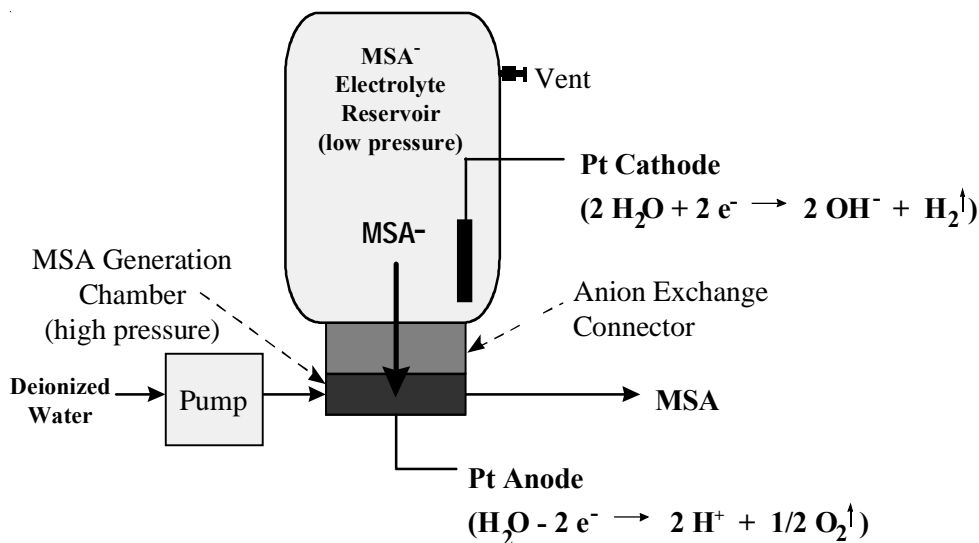 MSA-
Electrolyte
Reservoir
(low pressure)
Vent
Pt Cathode
(2 H2O + 2 e- → 2 OH- + H2↑)
MSA-
MSA Generation
Chamber
(high pressure)
Anion Exchange
Connector
Deionized
Water
Pump
MSA
Pt Anode
(H2O - 2 e- → 2 H+ + 1/2 O2↑)